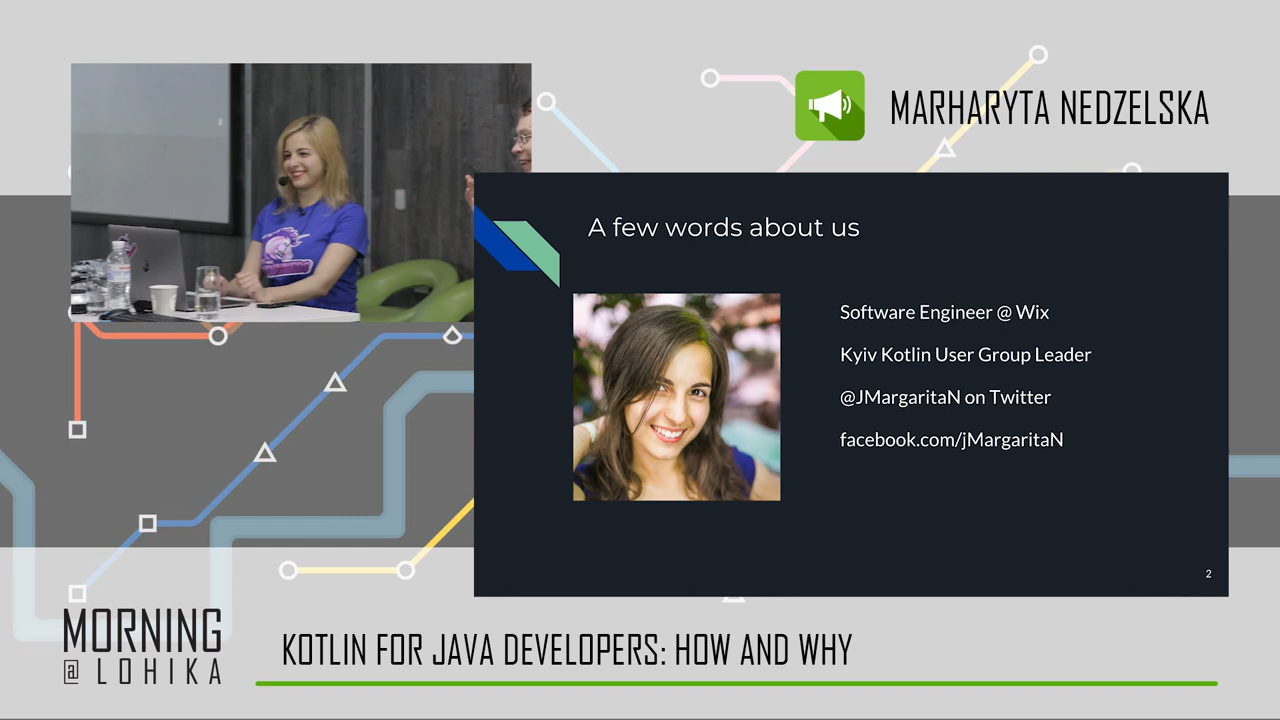 MARHARYTA NEDZELSKA
A few words about us
Software Engineer @ Wix
Kyiv Kotlin User Group Leader
@JMargaritaN on Twitter
facebook.com/jMargaritaN
2
MORNING
@ LOHIKA
KOTLIN FOR JAVA DEVELOPERS: HOW AND WHY